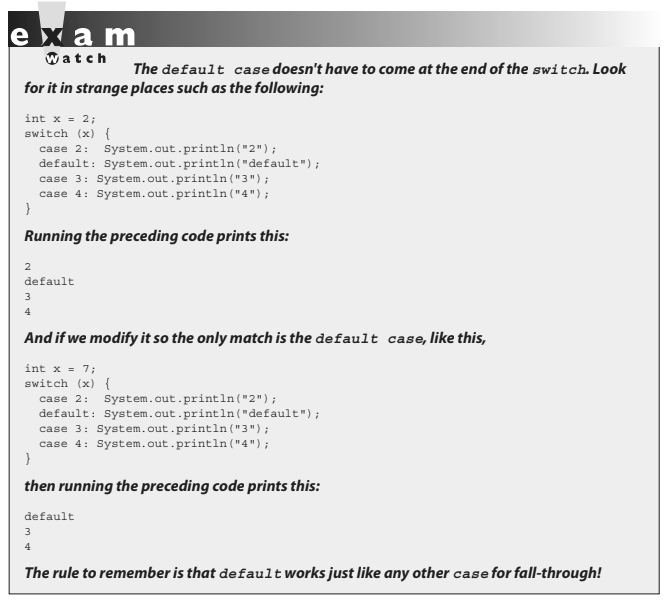 exam
watch
The default case doesn't have to come at the end of the switch. Look
for it in strange places such as the following:
int x = 2;
switch (x) {
  case 2:  System.out.println("2");
  default: System.out.println("default");
  case 3: System.out.println("3");
  case 4: System.out.println("4");
}
Running the preceding code prints this:
2
default
3
4
And if we modify it so the only match is the default case, like this,
int x = 7;
switch (x) {
  case 2:  System.out.println("2");
  default: System.out.println("default");
  case 3: System.out.println("3");
  case 4: System.out.println("4");
}
then running the preceding code prints this:
default
3
4
The rule to remember is that default works just like any other case for fall-through!